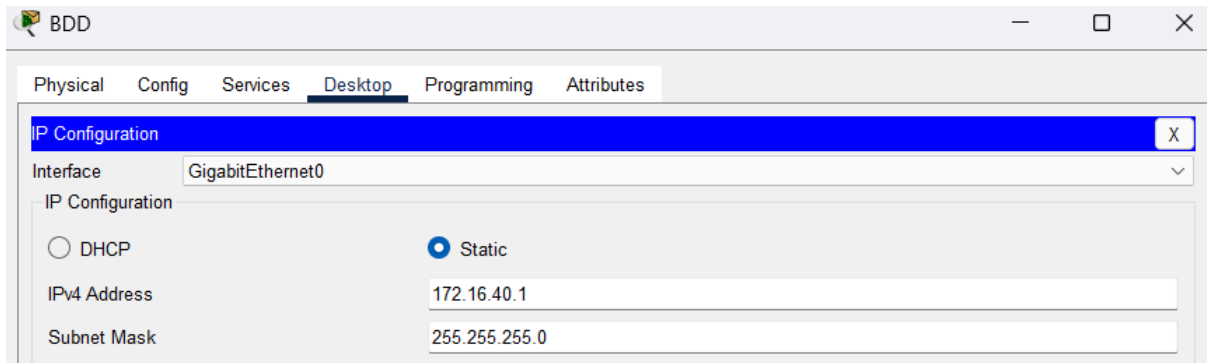 BDD
Physical Config Services Desktop Programming Attributes
IP Configuration X
Interface GigabitEthernet0
IP Configuration
DHCP Static
IPv4 Address 172.16.40.1
Subnet Mask 255.255.255.0